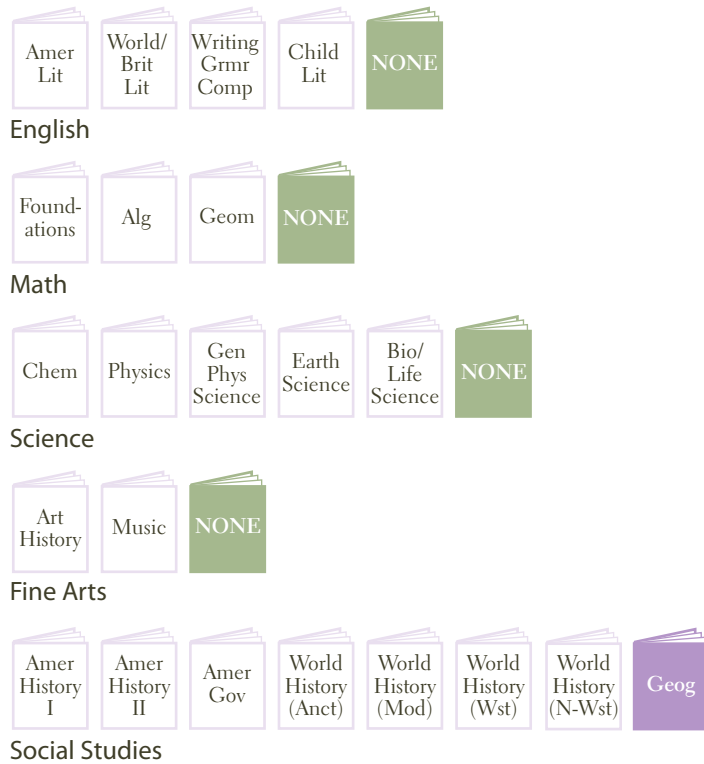 Amer
Lit
World/
Brit
Lit
Writing
Grmr
Comp
Child
Lit
NONE
English
Found-
ations
Alg
Geom
NONE
Math
Chem
Physics
Gen
Phys
Science
Earth
Science
Bio/
Life
Science
NONE
Science
Art
History
Music
NONE
Fine Arts
Amer
History
I
Amer
History
II
Amer
Gov
World
History
(Anct)
World
History
(Mod)
World
History
(Wst)
World
History
(N-Wst)
Geog
Social Studies